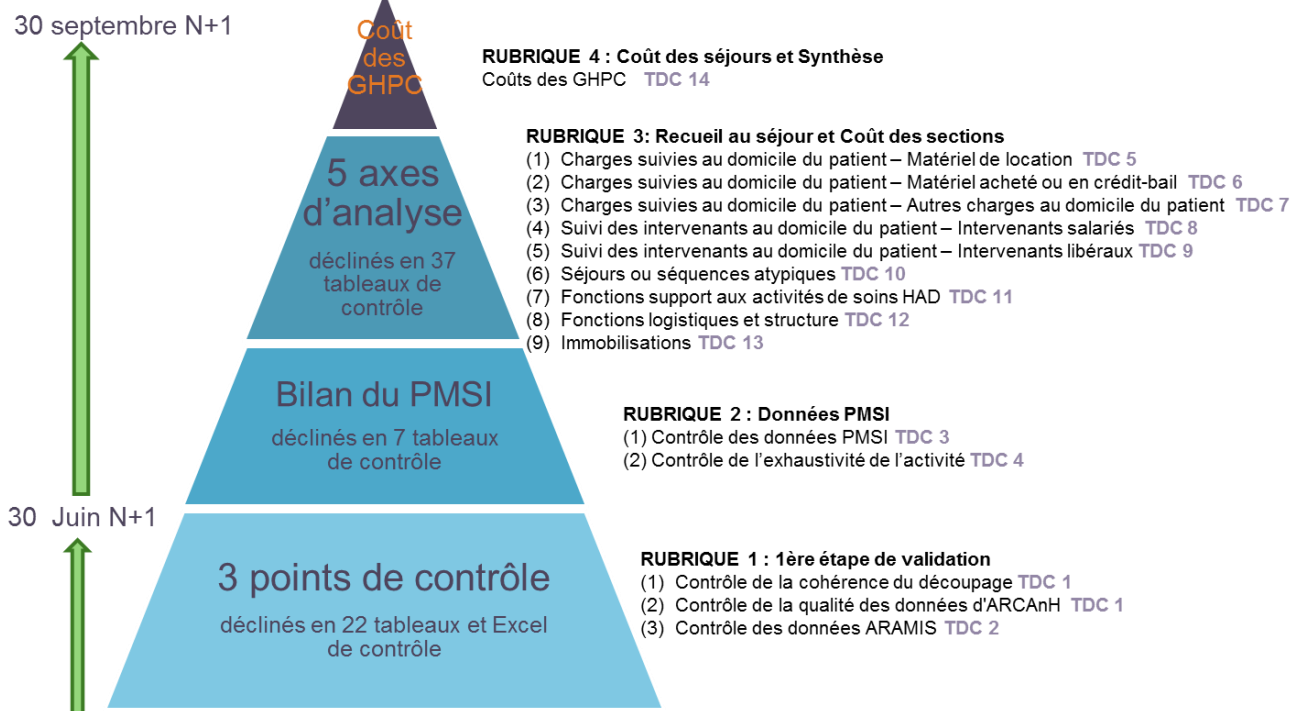 30 septembre N+1
Coût
des
GHPC
RUBRIQUE 4 : Coût des séjours et Synthèse
Coûts des GHPC TDC 14
5 axes
d'analyse
déclinés en 37
tableaux de
contrôle
RUBRIQUE 3: Recueil au séjour et Coût des sections
(1) Charges suivies au domicile du patient – Matériel de location TDC 5
(2) Charges suivies au domicile du patient – Matériel acheté ou en crédit-bail TDC 6
(3) Charges suivies au domicile du patient – Autres charges au domicile du patient TDC 7
(4) Suivi des intervenants au domicile du patient – Intervenants salariés TDC 8
(5) Suivi des intervenants au domicile du patient – Intervenants libéraux TDC 9
(6) Séjours ou séquences atypiques TDC 10
(7) Fonctions support aux activités de soins HAD TDC 11
(8) Fonctions logistiques et structure TDC 12
(9) Immobilisations TDC 13
Bilan du PMSI
déclinés en 7 tableaux
de contrôle
RUBRIQUE 2 : Données PMSI
(1) Contrôle des données PMSI TDC 3
(2) Contrôle de l'exhaustivité de l'activité TDC 4
30 Juin N+1
3 points de contrôle
déclinés en 22 tableaux et Excel
de contrôle
RUBRIQUE 1 : 1ère étape de validation
(1) Contrôle de la cohérence du découpage TDC 1
(2) Contrôle de la qualité des données d'ARCAnH TDC 1
(3) Contrôle des données ARAMIS TDC 2